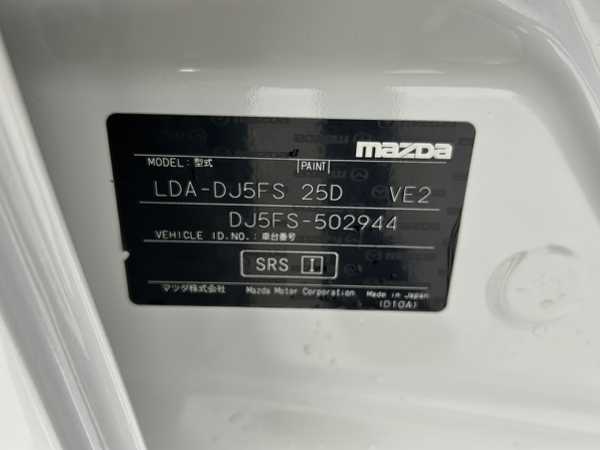 mazda
MODEL: 型式 PAINT
LDA-DJ5FS 25D VE2
DJ5FS-502944
VEHICLE ID.NO.: 車台番号
SRS I
マツダ株式会社 Mazda Motor Corporation Made in Japan
(D10A)